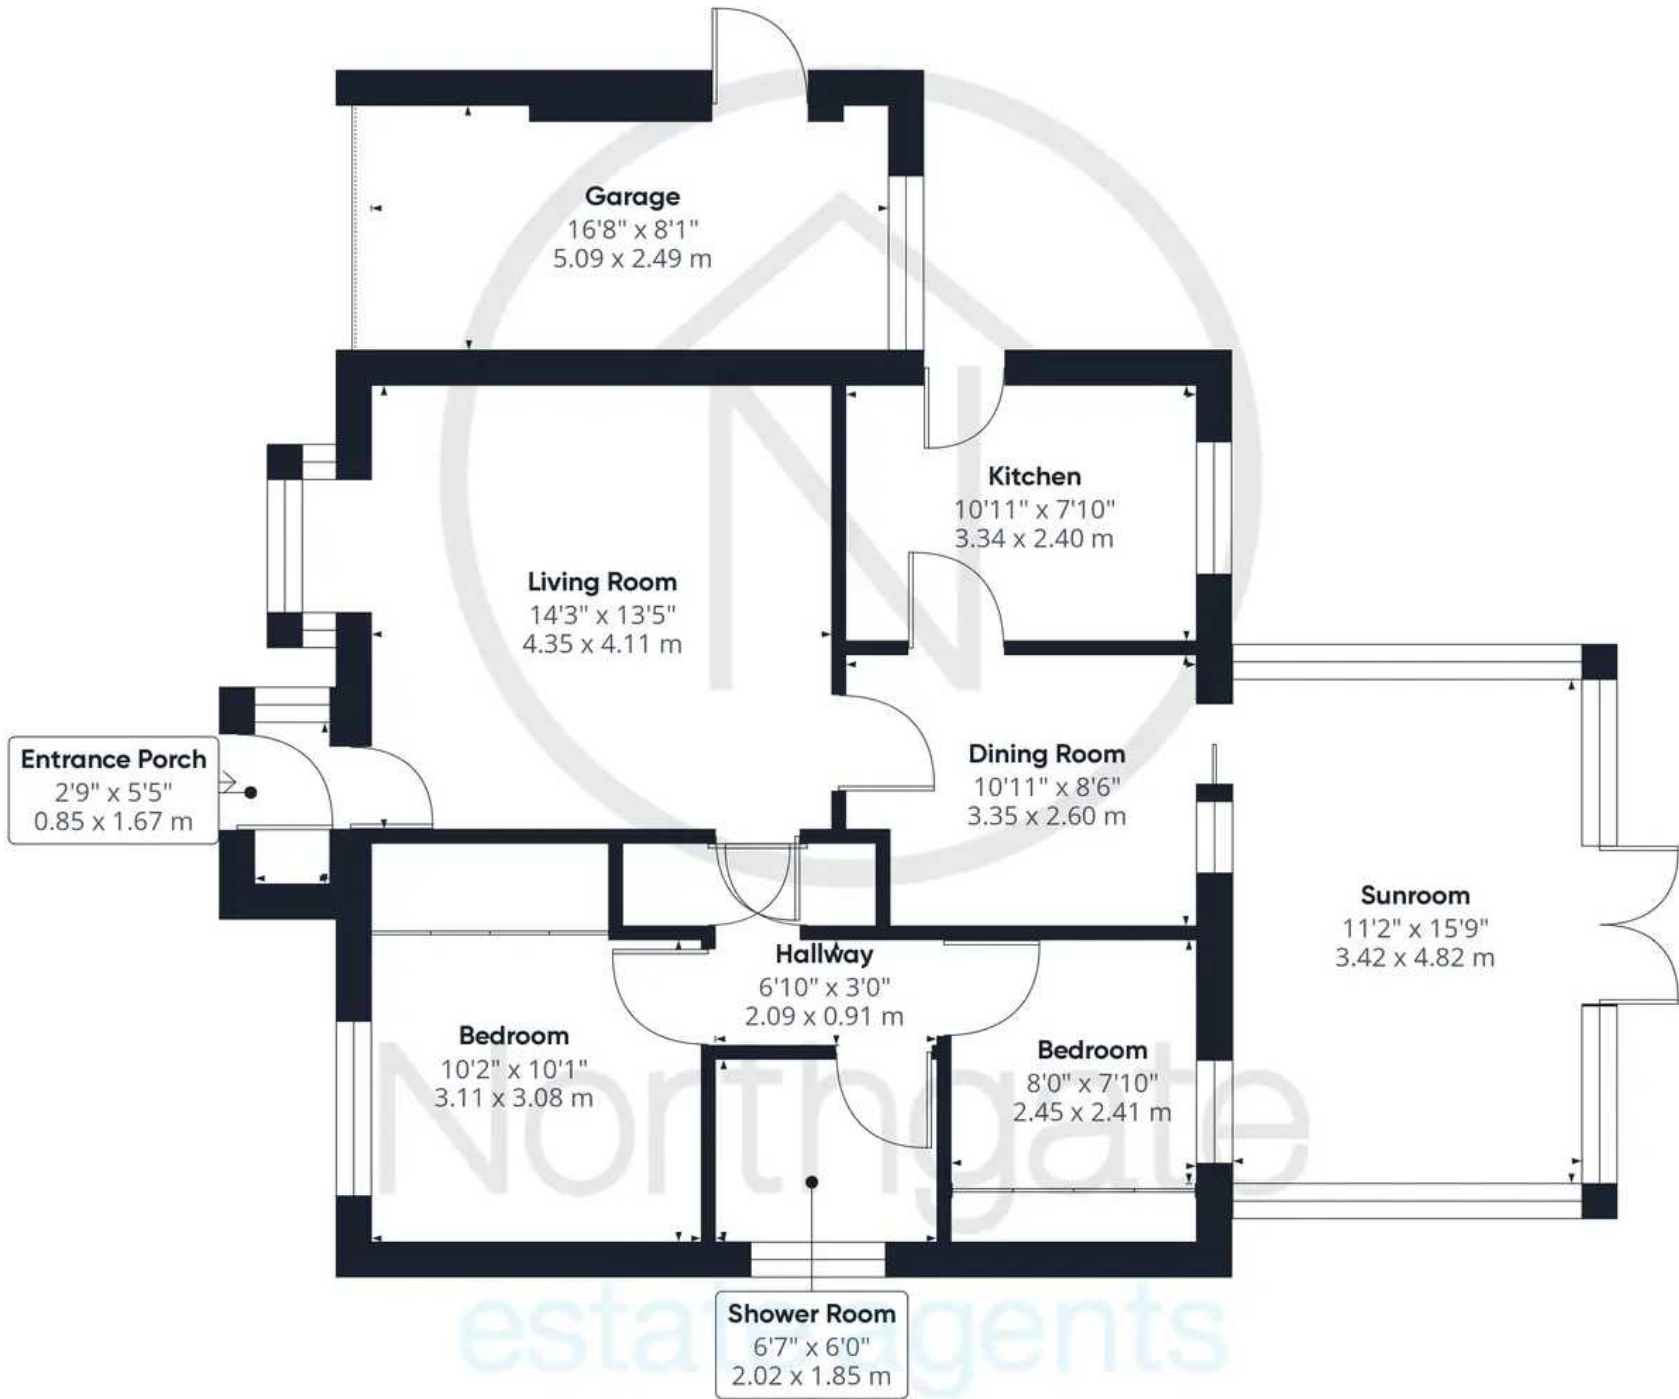 Garage
16'8" x 8'1"
5.09 x 2.49 m
Kitchen
10'11" x 7'10"
3.34 x 2.40 m
Living Room
14'3" x 13'5"
4.35 x 4.11 m
Entrance Porch
2'9" x 5'5"
0.85 x 1.67 m
Dining Room
10'11" x 8'6"
3.35 x 2.60 m
Sunroom
11'2" x 15'9"
3.42 x 4.82 m
Hallway
6'10" x 3'0"
2.09 x 0.91 m
Bedroom
10'2" x 10'1"
3.11 x 3.08 m
Bedroom
8'0" x 7'10"
2.45 x 2.41 m
Shower Room
6'7" x 6'0"
2.02 x 1.85 m
N
Northgate
estate agents